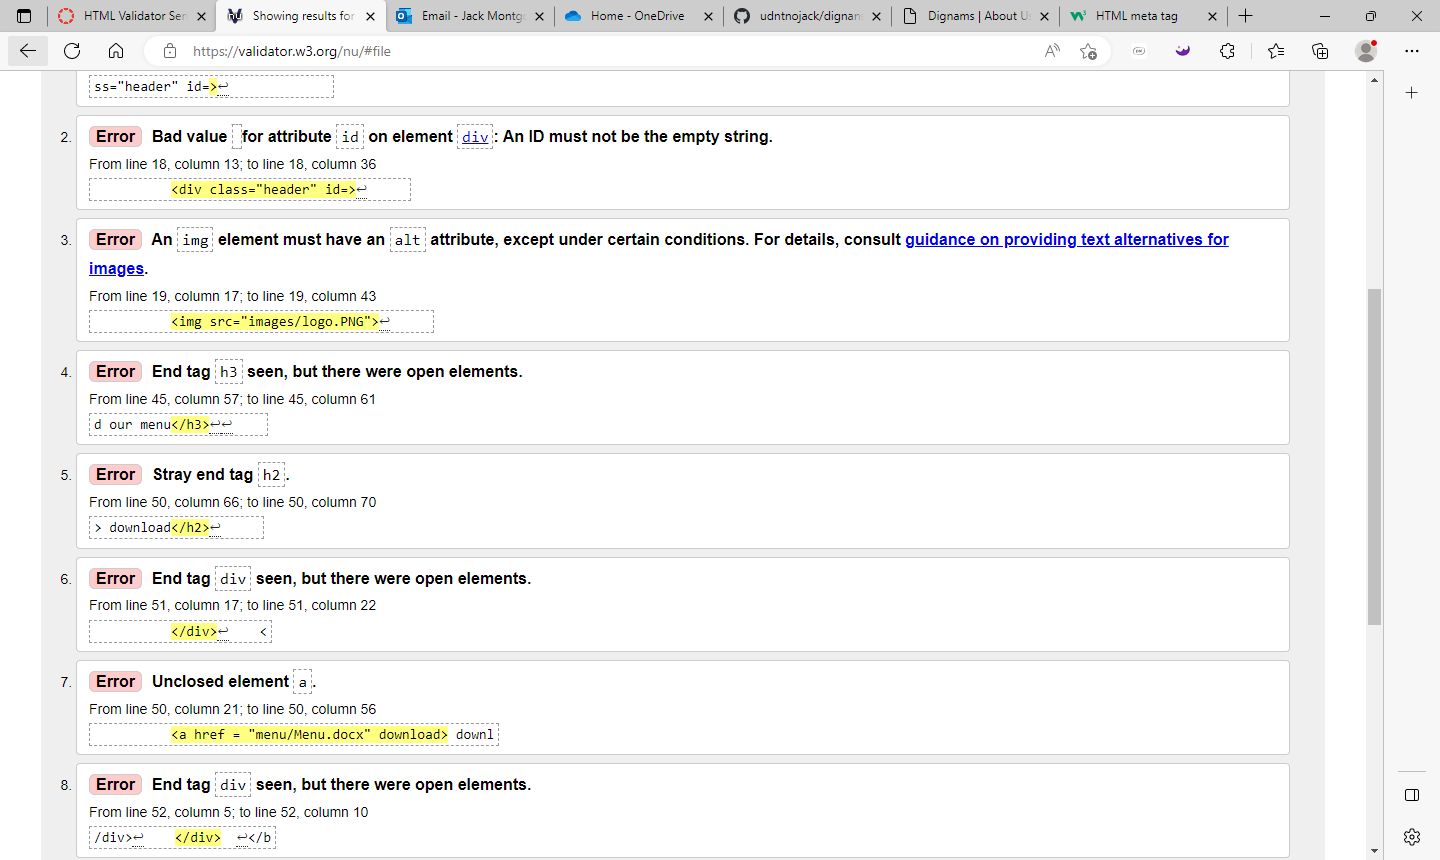 HTML Validator Ser
Showing results for
Email - Jack Montgo
Home - OneDrive
udntnojack/dignan
Dignams | About U
HTML meta tag
https://validator.w3.org/nu/#file
ss="header" id=>↩
2. Error Bad value for attribute id on element div: An ID must not be the empty string.
From line 18, column 13; to line 18, column 36
<div class="header" id=>↩
3. Error An img element must have an alt attribute, except under certain conditions. For details, consult guidance on providing text alternatives for
images.
From line 19, column 17; to line 19, column 43
<img src="images/logo.PNG">↩
4. Error End tag h3 seen, but there were open elements.
From line 45, column 57; to line 45, column 61
d our menu</h3>↩↩
5. Error Stray end tag h2.
From line 50, column 66; to line 50, column 70
> download</h2>↩
6. Error End tag div seen, but there were open elements.
From line 51, column 17; to line 51, column 22
</div>↩ <
7. Error Unclosed element a.
From line 50, column 21; to line 50, column 56
<a href = "menu/Menu.docx" download> downl
8. Error End tag div seen, but there were open elements.
From line 52, column 5; to line 52, column 10
/div>↩ </div> ↩</b